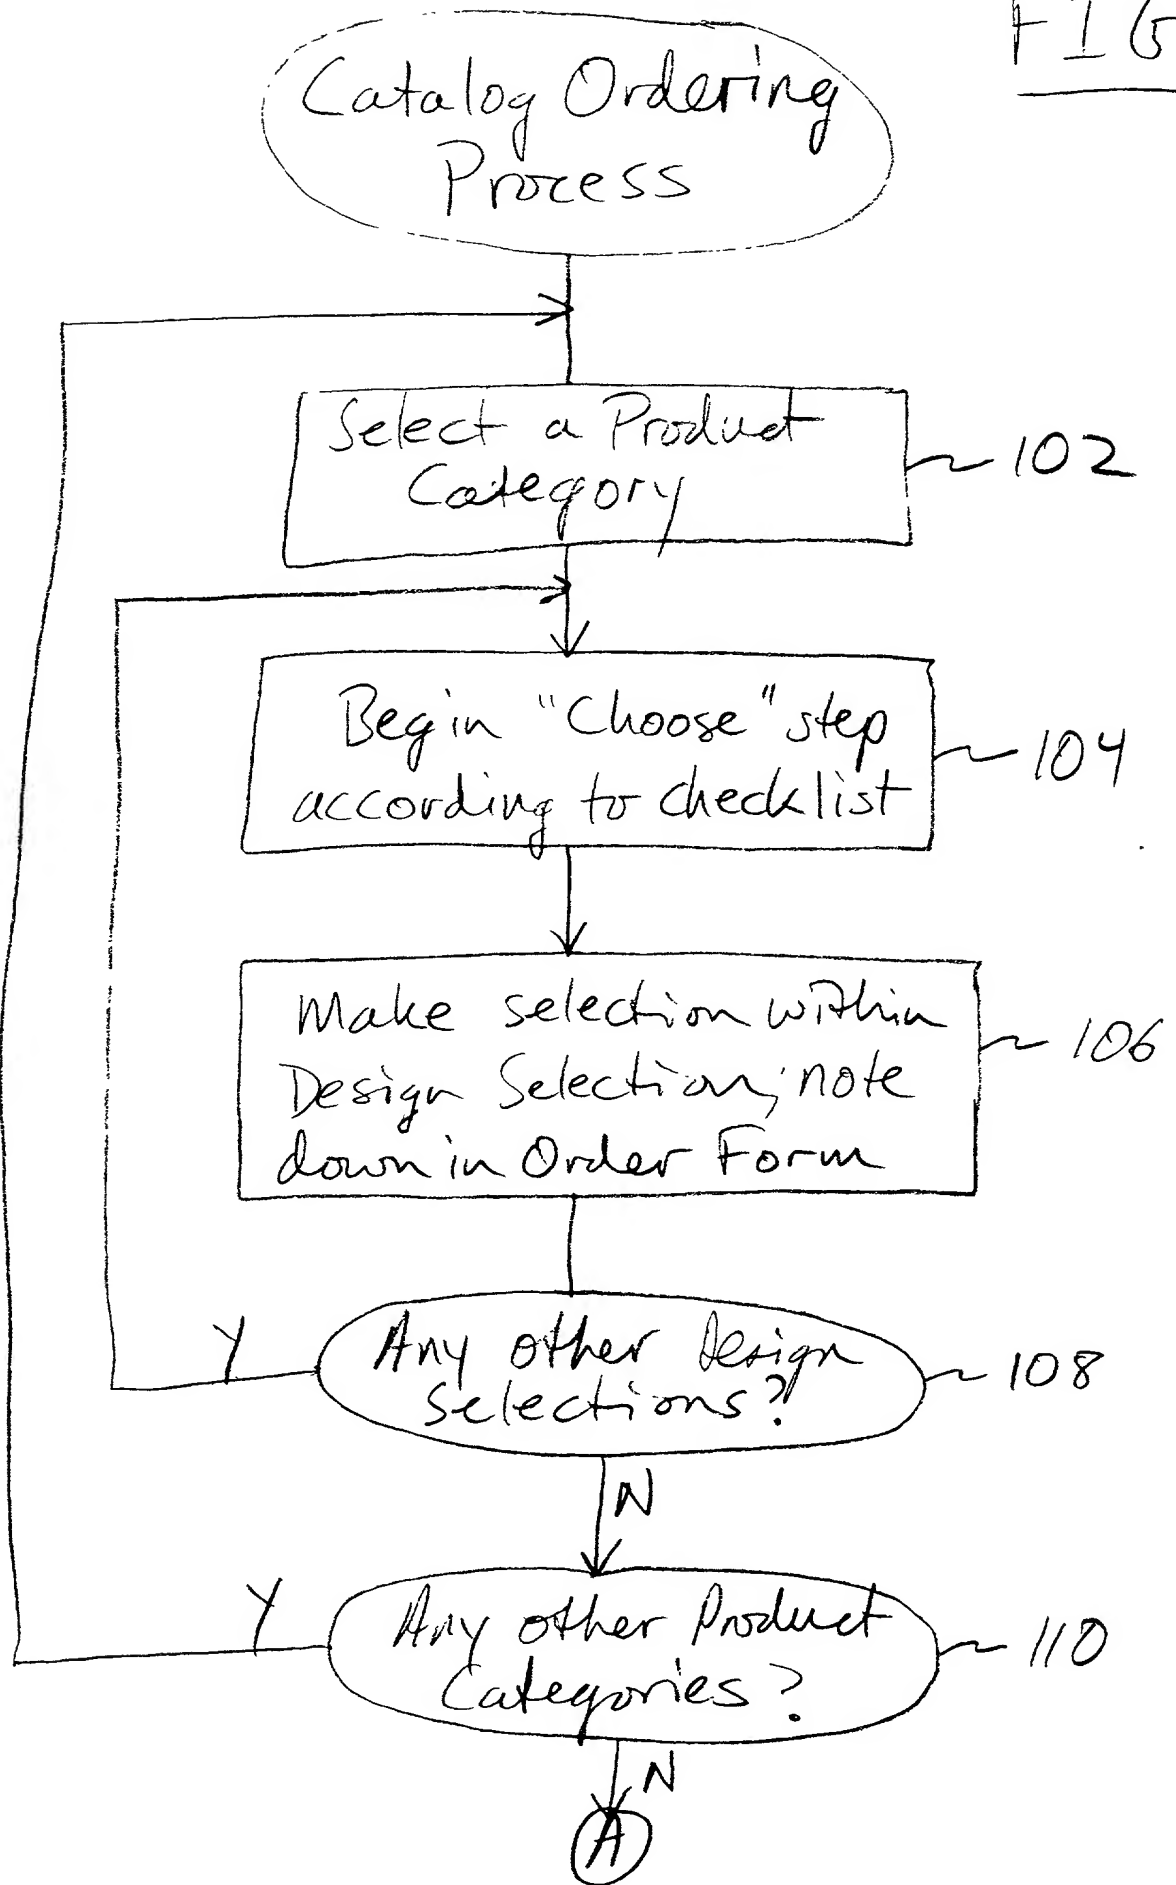 FIG
Catalog Ordering
Process
Select a Product
Category
102
Begin "Choose" step
according to checklist
104
Make selection within
Design Selection; note
down in Order Form
106
Y
Any other design
selections?
108
N
Y
Any other Product
Categories?
110
N
A